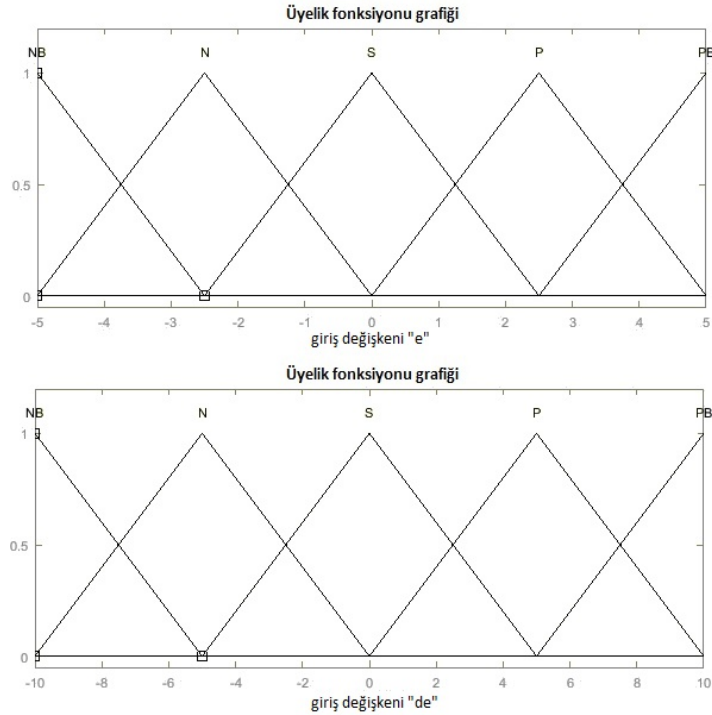 Üyelik fonksiyonu grafiği
NB N S P PB
1
0.5
0
-5 -4 -3 -2 -1 0 1 2 3 4 5
giriş değişkeni "e"
Üyelik fonksiyonu grafiği
NB N S P PB
1
0.5
0
-10 -8 -6 -4 -2 0 2 4 6 8 10
giriş değişkeni "de"